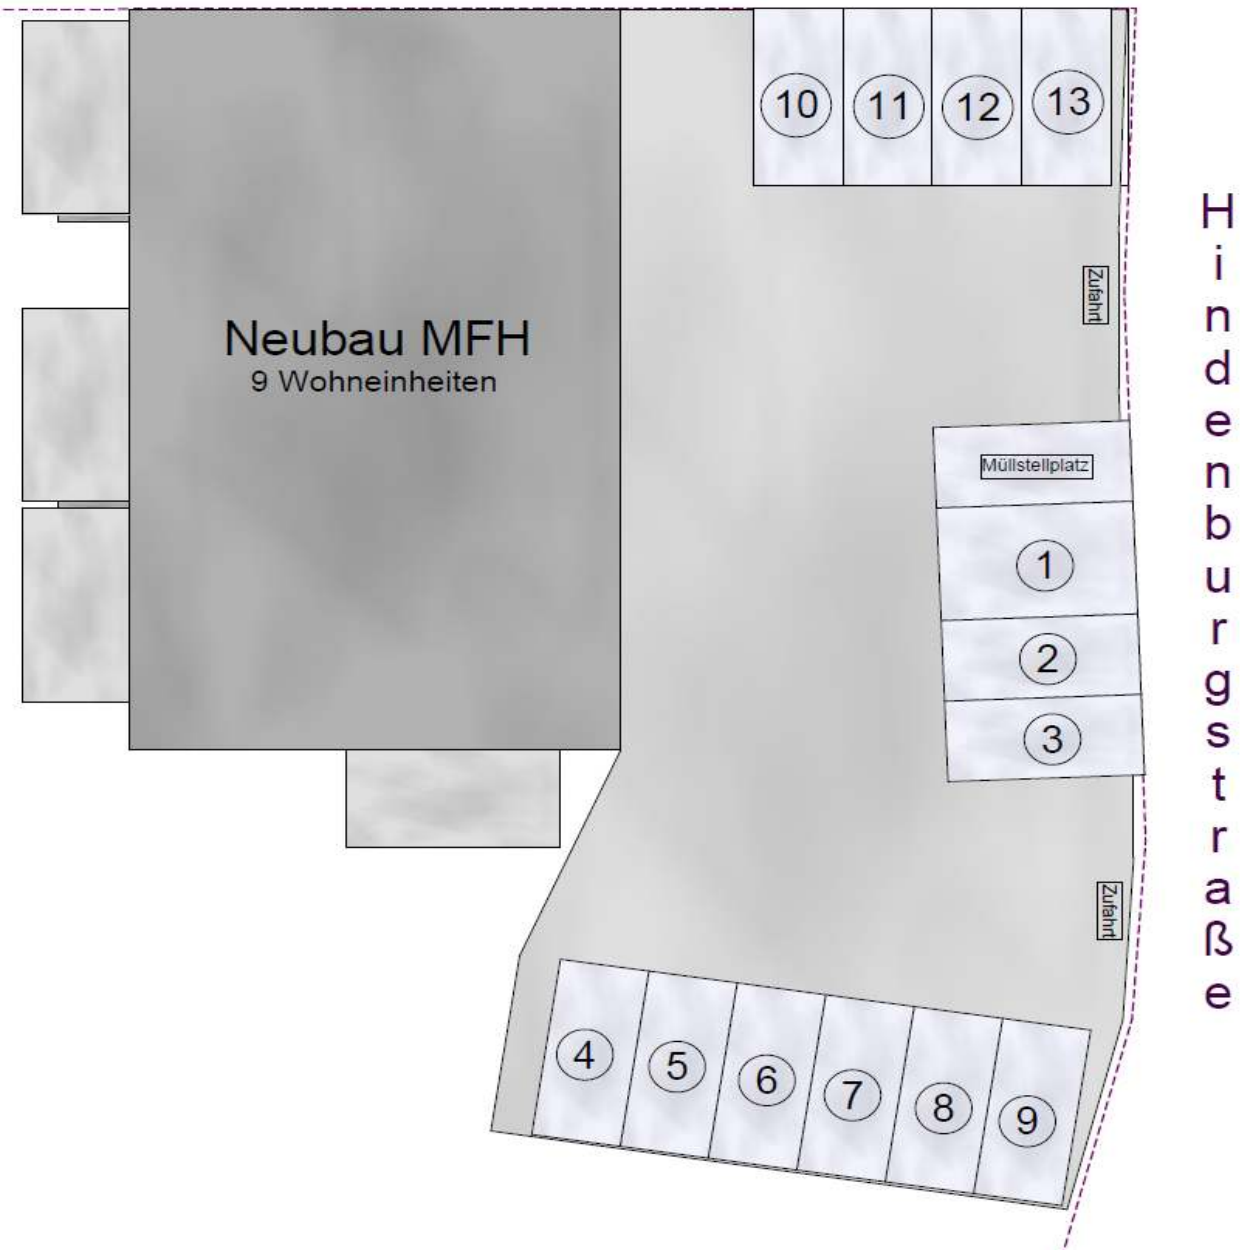 10 11 12 13
Zufahrt
Neubau MFH
9 Wohneinheiten
Müllstellplatz
1
2
3
Zufahrt
4 5 6 7 8 9
Hindenburgstraße